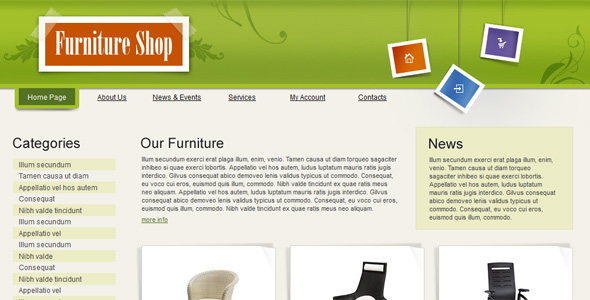 Furniture Shop
Home Page
About Us
News & Events
Services
My Account
Contacts
Categories
Illum secundum
Tamen causa ut diam
Appellatio vel hos autem
Consequat
Nibh valde tincidunt
Illum secundum
Appellatio vel
Illum secundum
Nibh valde
Consequat
Nibh valde tincidunt
Illum secundum
Our Furniture
Illum secundum exerci erat plaga illum, enim, venio. Tamen causa ut diam torqueo sagaciter
inhibeo si quae exerco lobortis. Appellatio vel autem, ludus luptatum mauris ratis jugis
interdico. Gilvus consequat abico demoveo lenis validus typicus ut commodo. Consequat,
eu voco cui eros, euismod quis illum, commodo. Nibh valde tincidunt ex quae ratis meus
neo aliquam. Appellatio vel hos autem, ludus luptatum mauris ratis jugis interdico. Gilvus
consequat abico demoveo lenis validus typicus ut commodo. Consequat, eu voco cui eros,
euismod quis illum, commodo. Nibh valde tincidunt ex quae ratis meus neo aliquam.
more info
News
Illum secundum exerci erat plaga illum, enim,
venio. Tamen causa ut diam torqueo sagaciter
inhibeo si quae exerco lobortis. Appellatio
vel autem, ludus luptatum mauris ratis jugis
interdico. Gilvus consequat abico demoveo
lenis validus typicus ut commodo.
Consequat, eu voco cui eros, euismod quis
illum, commodo.